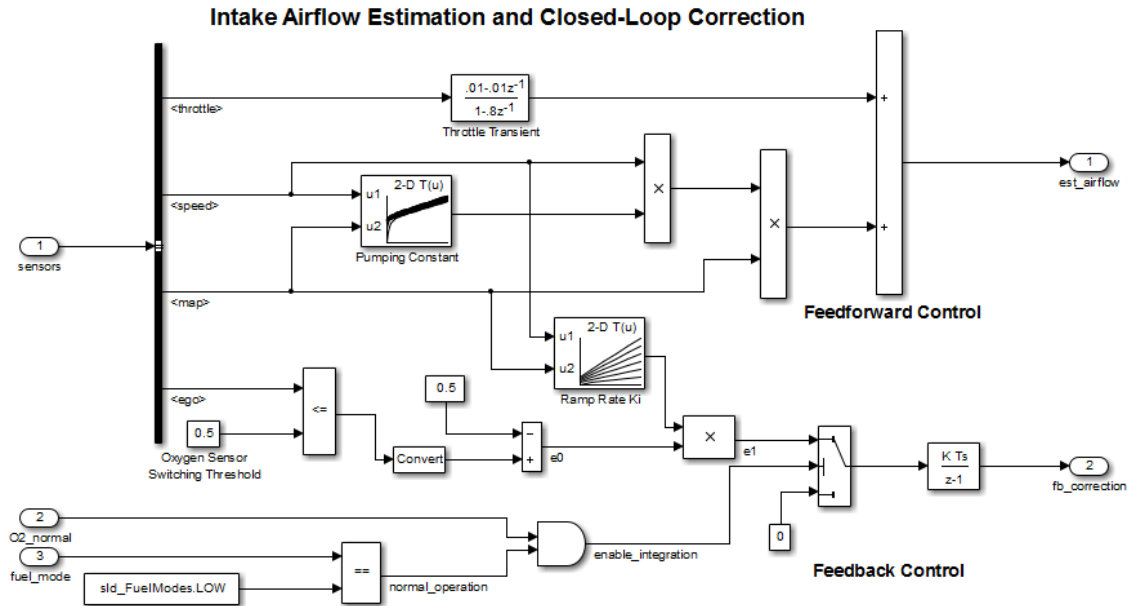 Intake Airflow Estimation and Closed-Loop Correction
.01-.01z-1
1-.8z-1
<throttle>
Throttle Transient
2-D T(u)
u1
u2
<speed>
Pumping Constant
×
×
+
+
1
est_airflow
1
sensors
<map>
Feedforward Control
2-D T(u)
u1
u2
Ramp Rate Ki
<ego>
0.5
<=
0.5
Oxygen Sensor
Switching Threshold
Convert
−
+
e0
×
e1
K Ts
z-1
2
fb_correction
2
O2_normal
3
fuel_mode
0
enable_integration
==
sld_FuelModes.LOW
normal_operation
Feedback Control